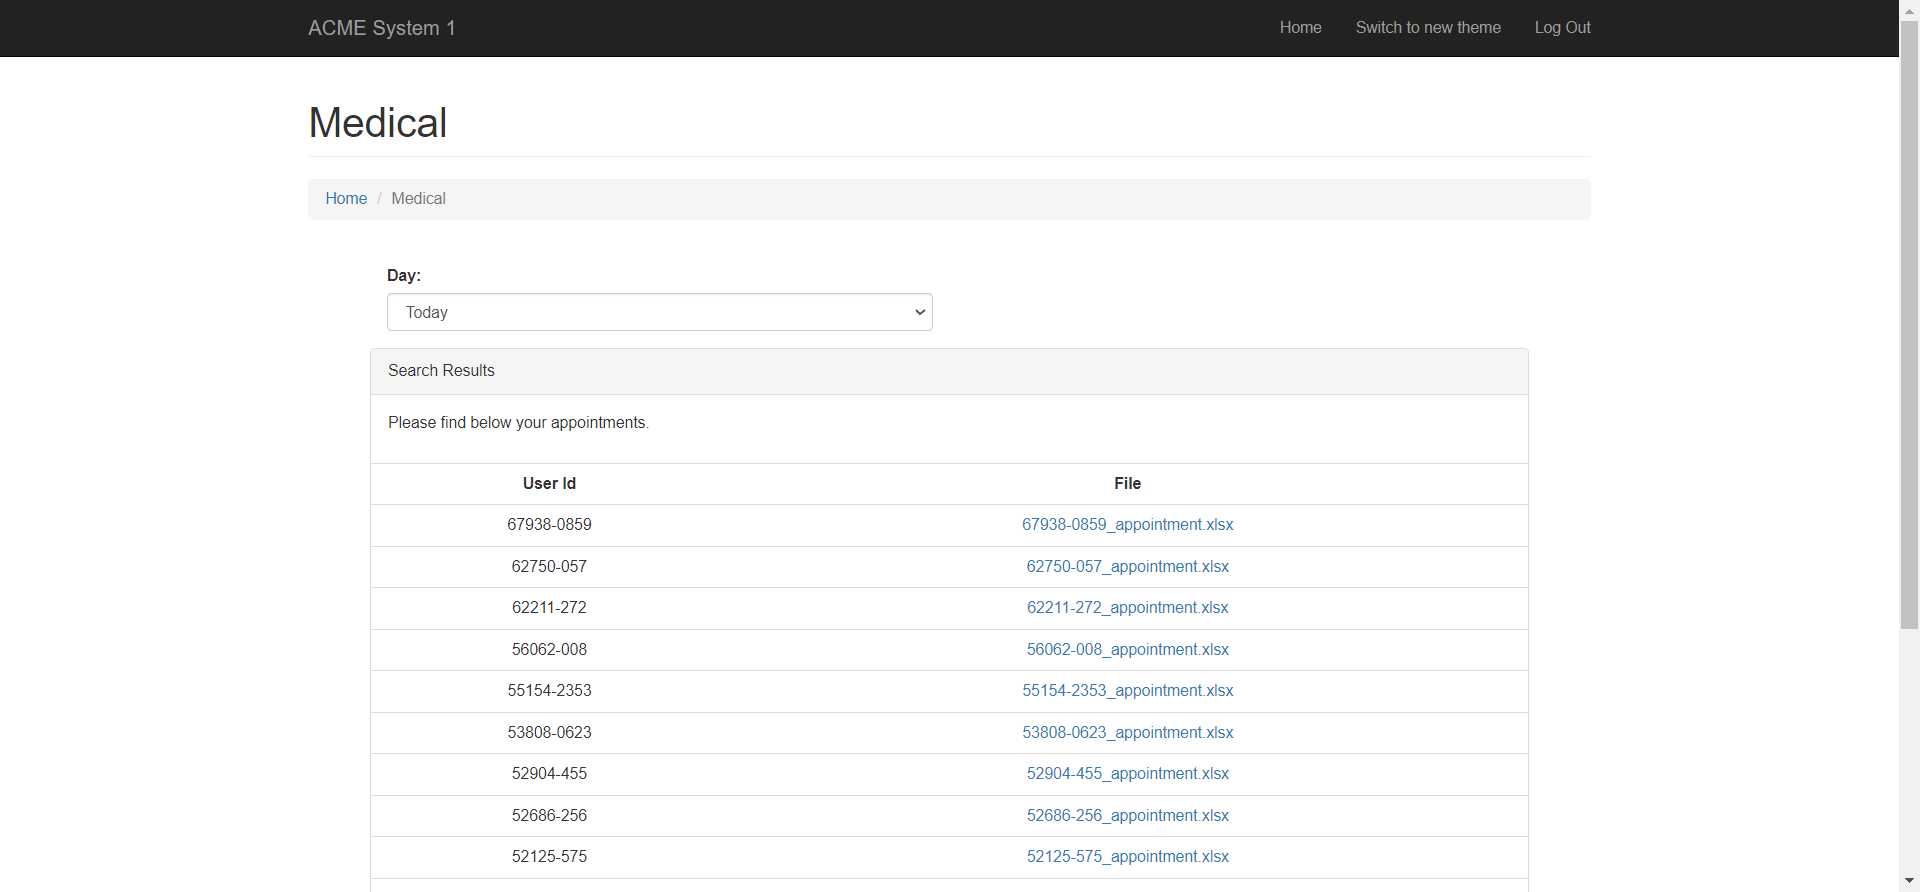 ACME System 1 Home Switch to new theme Log Out
Medical
Home / Medical
Day:
Today
Search Results
Please find below your appointments.
User Id File
67938-0859 67938-0859_appointment.xlsx
62750-057 62750-057_appointment.xlsx
62211-272 62211-272_appointment.xlsx
56062-008 56062-008_appointment.xlsx
55154-2353 55154-2353_appointment.xlsx
53808-0623 53808-0623_appointment.xlsx
52904-455 52904-455_appointment.xlsx
52686-256 52686-256_appointment.xlsx
52125-575 52125-575_appointment.xlsx